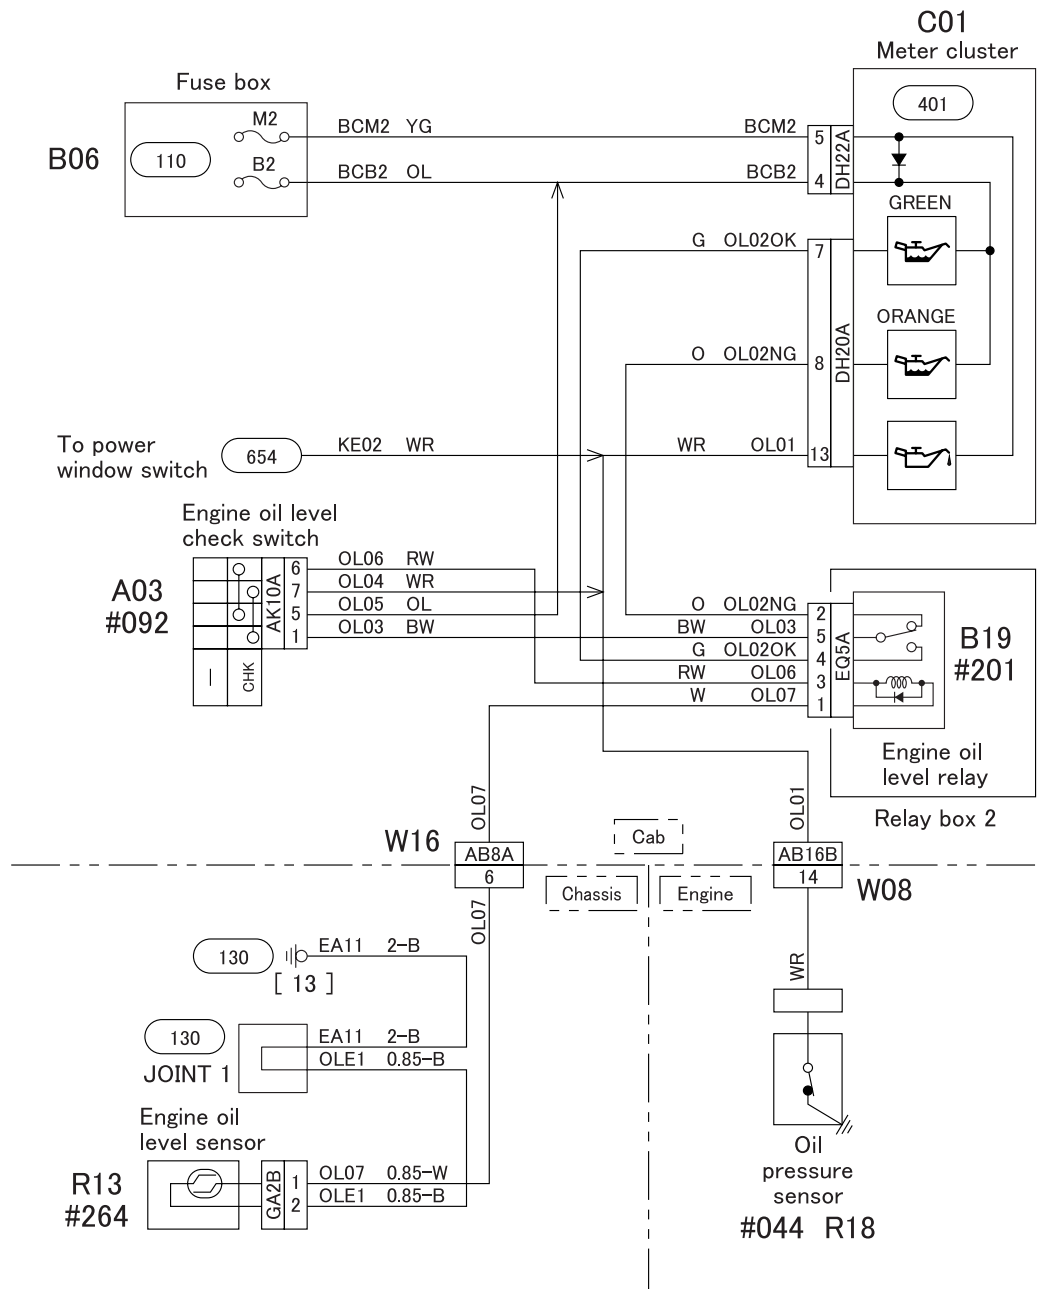 C01
Meter cluster
Fuse box
401
M2
BCM2 YG
BCM2
5
B06
110
DH22A
B2
BCB2 OL
BCB2
4
GREEN
G OL02OK
7
ORANGE
DH20A
O OL02NG
8
To power
window switch
654
KE02 WR
WR OL01
13
Engine oil level
check switch
A03
#092
AK10A
6
OL06 RW
7
OL04 WR
5
OL05 OL
1
OL03 BW
—
CHK
O OL02NG
2
BW OL03
5
G OL02OK
4
RW OL06
3
W OL07
1
EQ5A
B19
#201
Engine oil
level relay
Relay box 2
OL07
OL01
W16
AB8A
6
Cab
AB16B
14
W08
Chassis
Engine
OL07
WR
130
EA11 2-B
[ 13 ]
130
JOINT 1
EA11 2-B
OLE1 0.85-B
Engine oil
level sensor
R13
#264
GA2B
1
OL07 0.85-W
2
OLE1 0.85-B
Oil
pressure
sensor
#044 R18